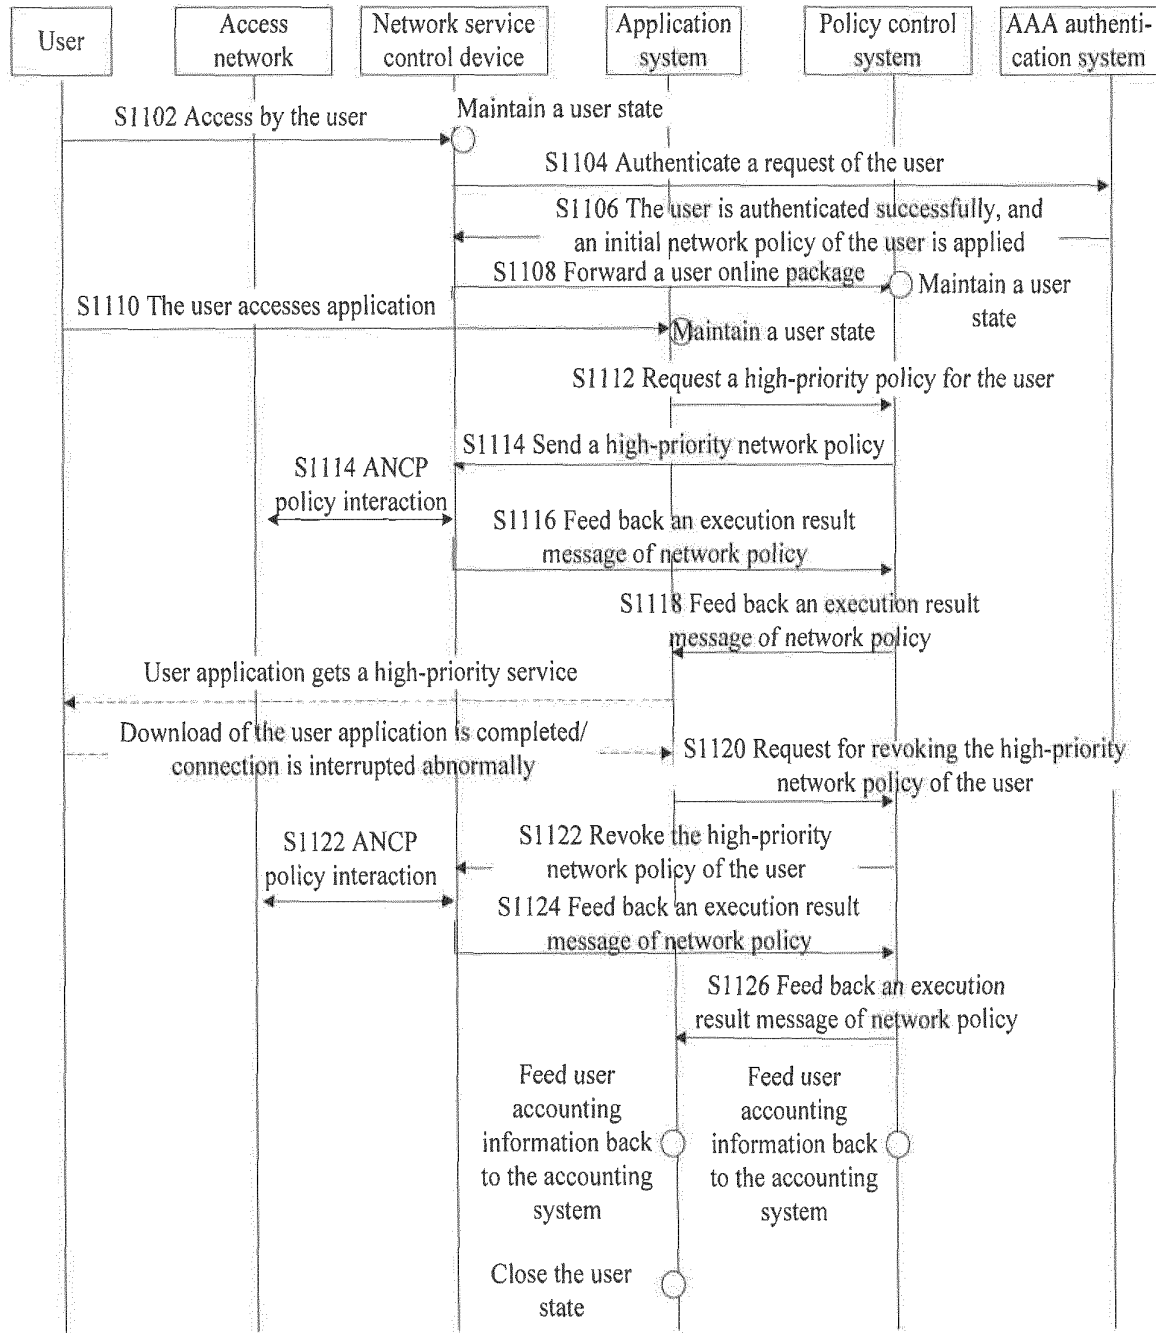 User
Access
network
Network service
control device
Application
system
Policy control
system
AAA authenti-
cation system
S1102 Access by the user
Maintain a user state
S1104 Authenticate a request of the user
S1106 The user is authenticated successfully, and
an initial network policy of the user is applied
S1108 Forward a user online package
Maintain a user
state
S1110 The user accesses application
Maintain a user state
S1112 Request a high-priority policy for the user
S1114 Send a high-priority network policy
S1114 ANCP
policy interaction
S1116 Feed back an execution result
message of network policy
S1118 Feed back an execution result
message of network policy
User application gets a high-priority service
Download of the user application is completed/
connection is interrupted abnormally
S1120 Request for revoking the high-priority
network policy of the user
S1122 ANCP
policy interaction
S1122 Revoke the high-priority
network policy of the user
S1124 Feed back an execution result
message of network policy
S1126 Feed back an execution
result message of network policy
Feed user
accounting
information back
to the accounting
system
Feed user
accounting
information back
to the accounting
system
Close the user
state